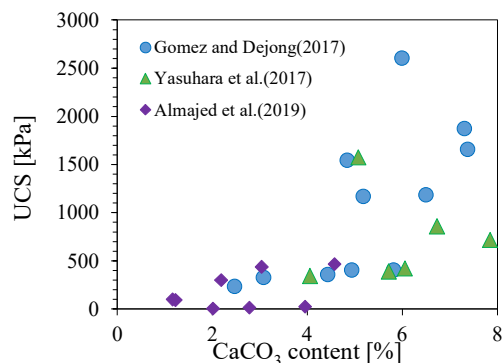 3000
2500
2000
1500
1000
500
0
UCS [kPa]
Gomez and Dejong(2017)
Yasuhara et al.(2017)
Almajed et al.(2019)
0 2 4 6 8
CaCO₃ content [%]